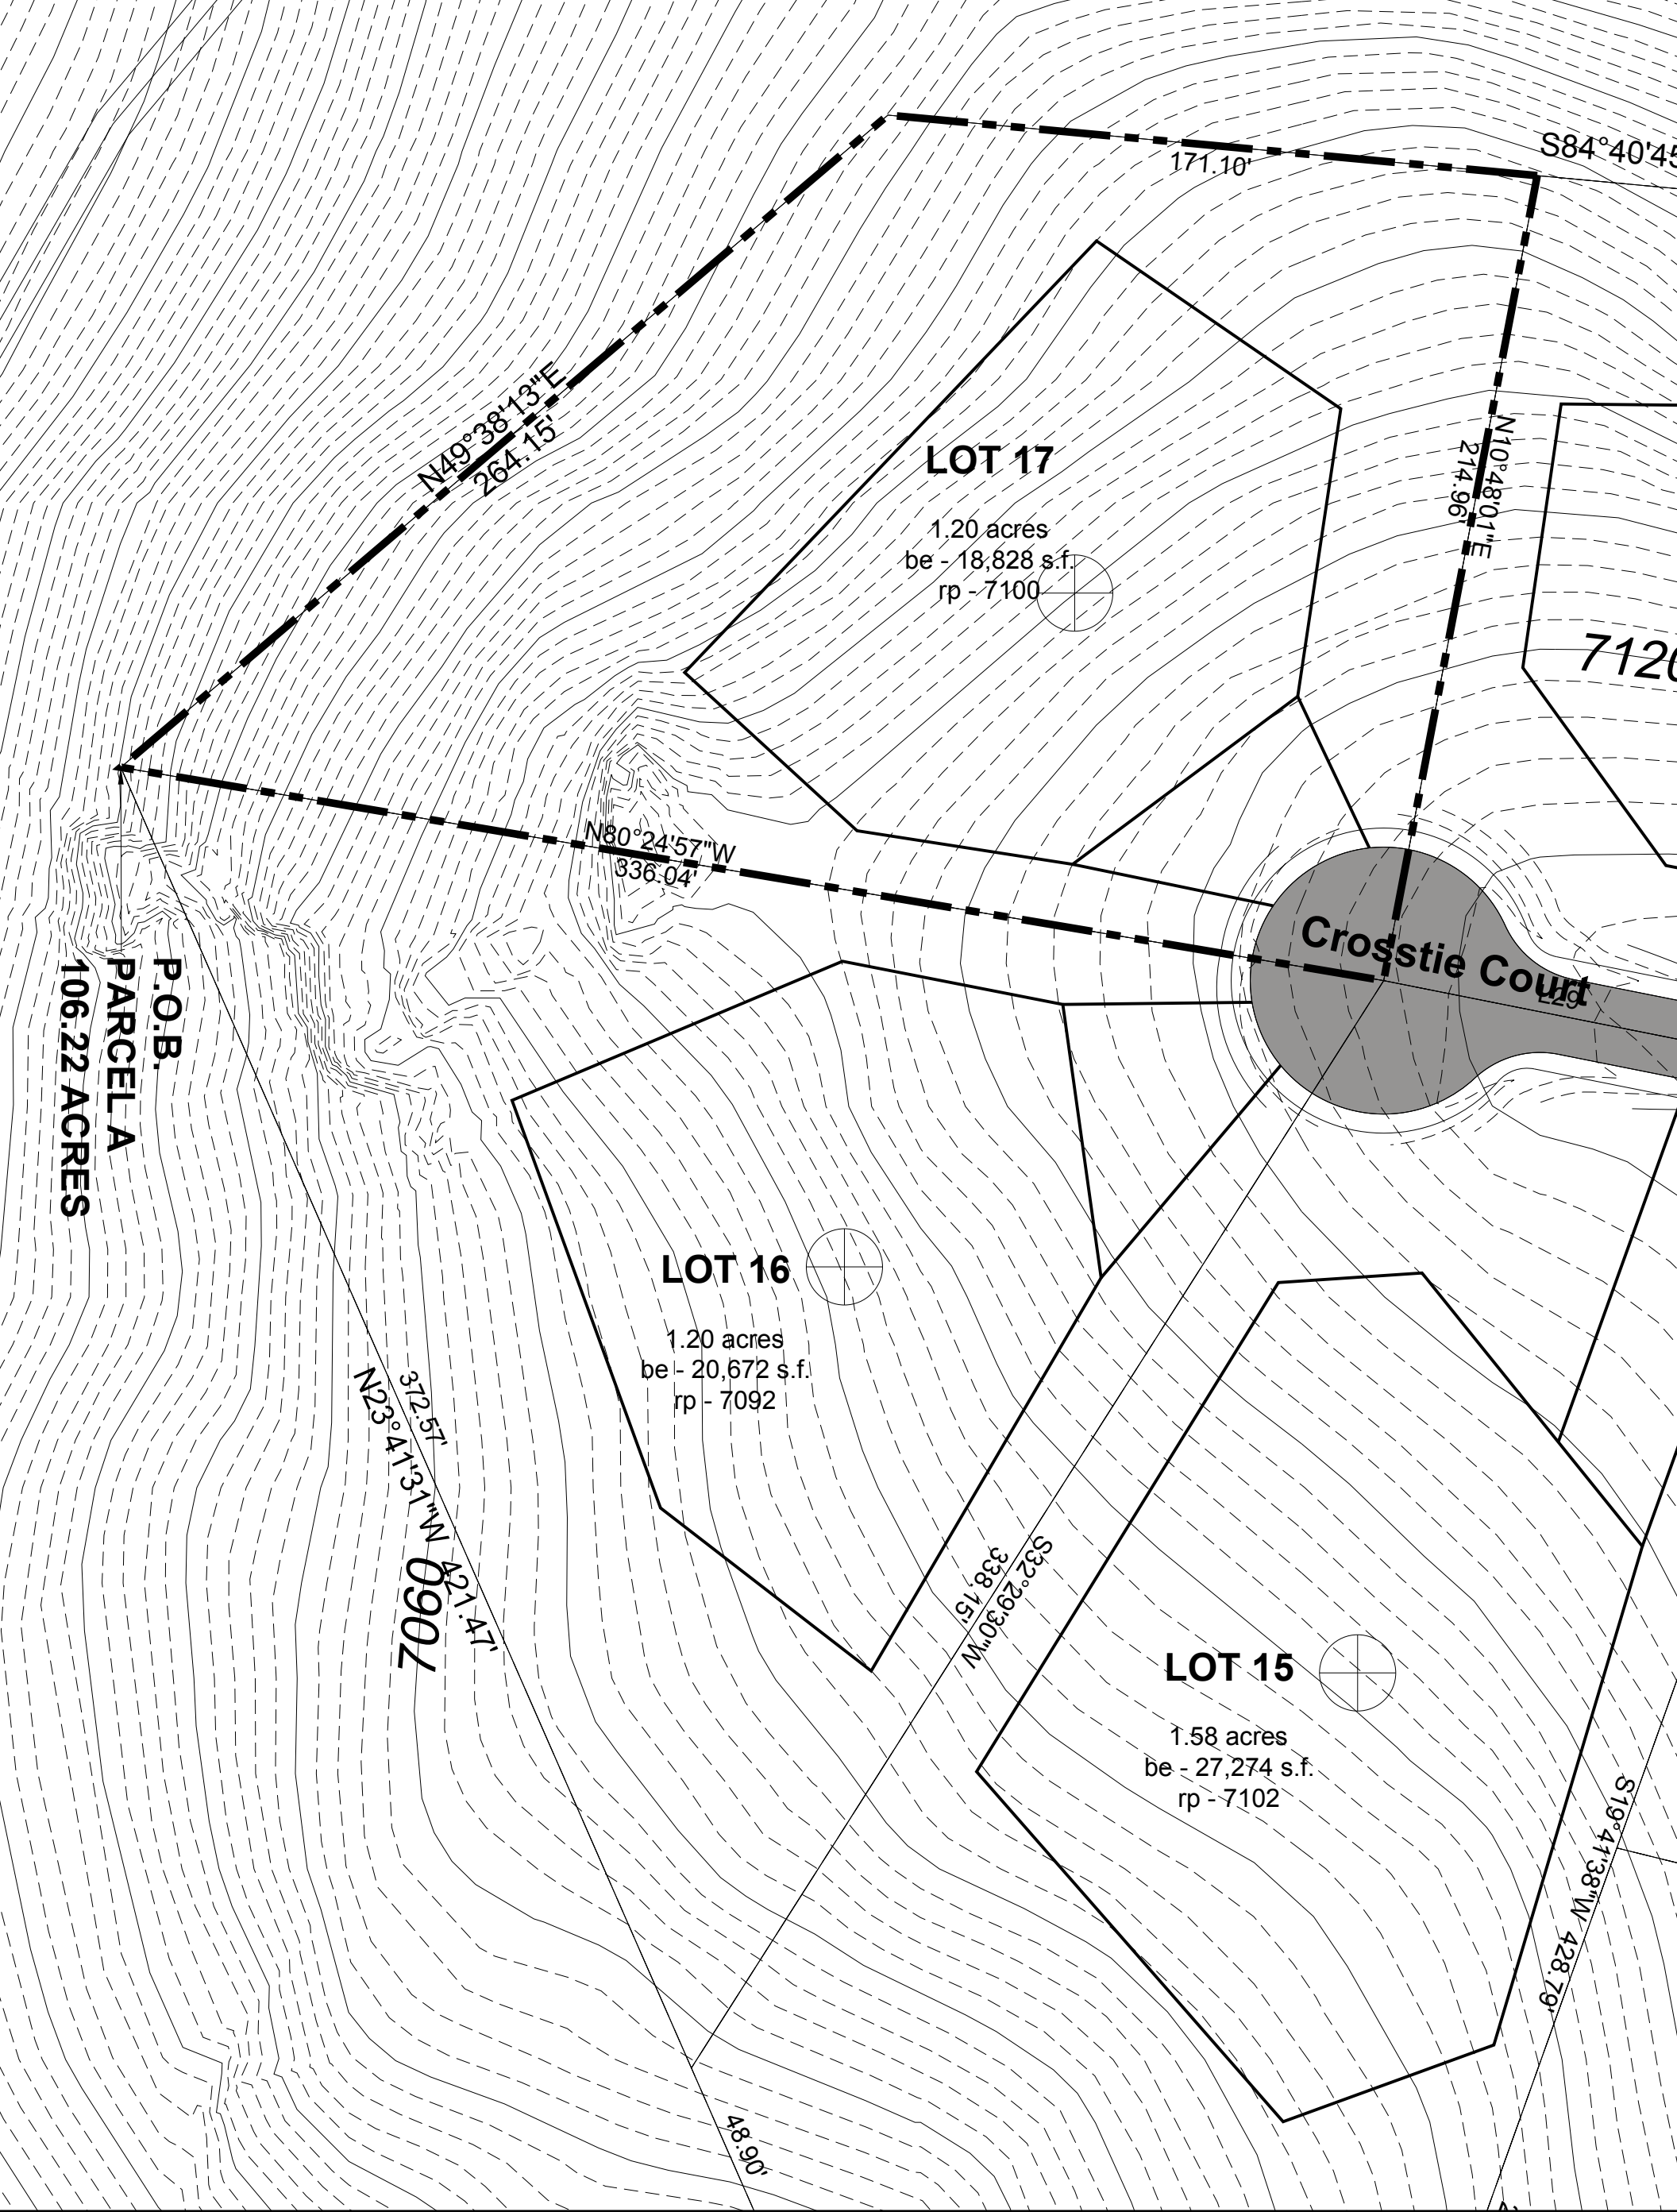 171.10'
S84°40'45
N49°38'13"E
264.15'
LOT 17
1.20 acres
be - 18,828 s.f.
rp - 7100
N10°48'01"E
214.96'
7120
N80°24'57"W
336.04'
Crosstie Court
L29
P.O.B.
PARCEL A
106.22 ACRES
LOT 16
1.20 acres
be - 20,672 s.f.
rp - 7092
372.57'
N23°41'31"W 421.47'
7090
S32°29'30"W
338.15'
LOT 15
1.58 acres
be - 27,274 s.f.
rp - 7102
S19°41'38"W 428.79'
48.90'